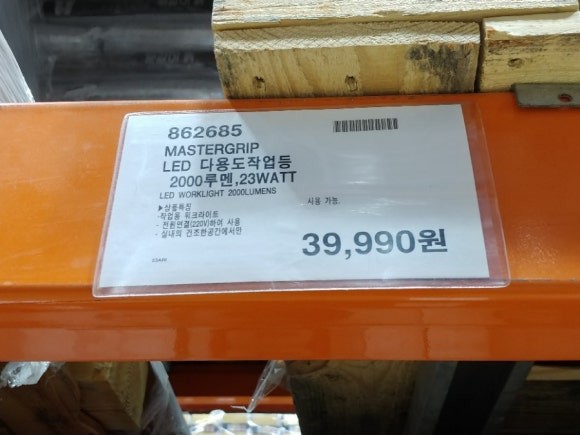 862685
MASTERGRIP
LED 다용도작업등
2000루멘,23WATT
LED WORKLIGHT 2000LUMENS
▶상품특징
-작업용 워크라이트
- 전원연결(220V)하여 사용
- 실내의 건조한공간에서만
사용 가능.
39,990원